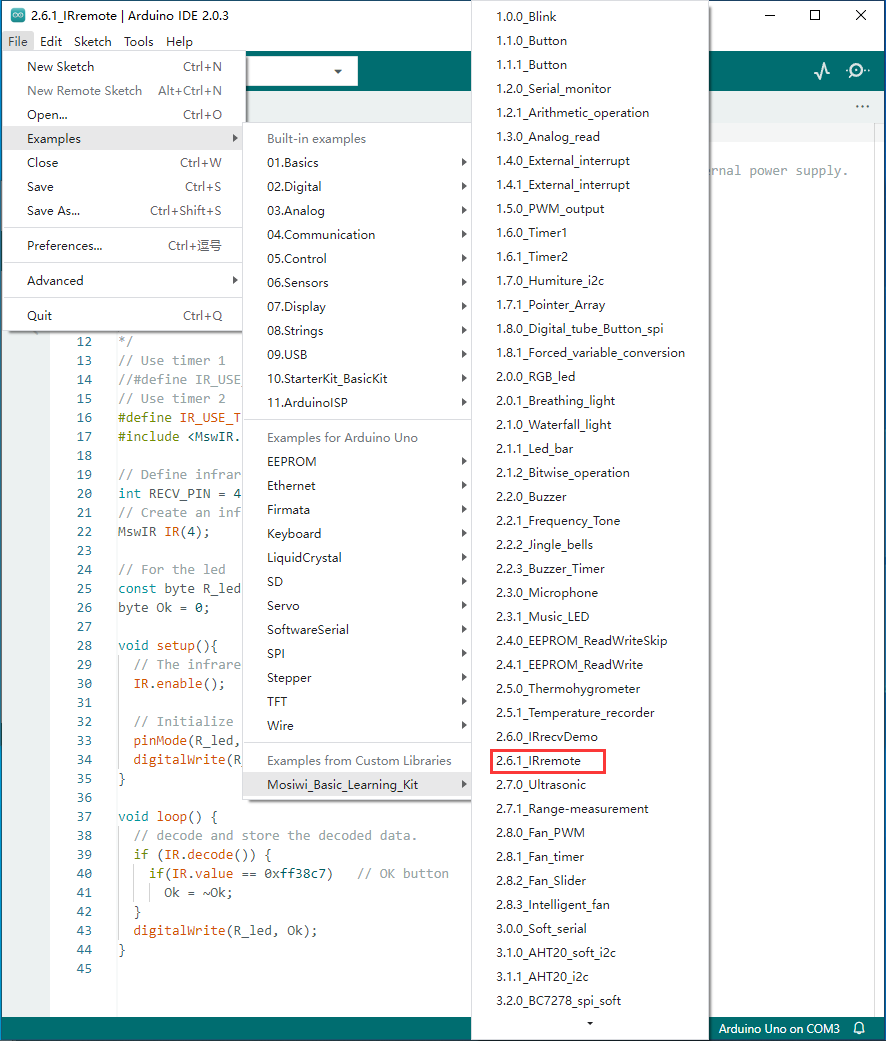 2.6.1_IRremote | Arduino IDE 2.0.3
File Edit Sketch Tools Help
New Sketch Ctrl+N
New Remote Sketch Alt+Ctrl+N
Open... Ctrl+O
Examples
Close Ctrl+W
Save Ctrl+S
Save As... Ctrl+Shift+S
Preferences... Ctrl+逗号
Advanced
Quit Ctrl+Q
Built-in examples
01.Basics
02.Digital
03.Analog
04.Communication
05.Control
06.Sensors
07.Display
08.Strings
09.USB
10.StarterKit_BasicKit
11.ArduinoISP
Examples for Arduino Uno
EEPROM
Ethernet
Firmata
Keyboard
LiquidCrystal
SD
Servo
SoftwareSerial
SPI
Stepper
TFT
Wire
Examples from Custom Libraries
Mosiwi_Basic_Learning_Kit
1.0.0_Blink
1.1.0_Button
1.1.1_Button
1.2.0_Serial_monitor
1.2.1_Arithmetic_operation
1.3.0_Analog_read
1.4.0_External_interrupt
1.4.1_External_interrupt
1.5.0_PWM_output
1.6.0_Timer1
1.6.1_Timer2
1.7.0_Humiture_i2c
1.7.1_Pointer_Array
1.8.0_Digital_tube_Button_spi
1.8.1_Forced_variable_conversion
2.0.0_RGB_led
2.0.1_Breathing_light
2.1.0_Waterfall_light
2.1.1_Led_bar
2.1.2_Bitwise_operation
2.2.0_Buzzer
2.2.1_Frequency_Tone
2.2.2_Jingle_bells
2.2.3_Buzzer_Timer
2.3.0_Microphone
2.3.1_Music_LED
2.4.0_EEPROM_ReadWriteSkip
2.4.1_EEPROM_ReadWrite
2.5.0_Thermohygrometer
2.5.1_Temperature_recorder
2.6.0_IRrecvDemo
2.6.1_IRremote
2.7.0_Ultrasonic
2.7.1_Range-measurement
2.8.0_Fan_PWM
2.8.1_Fan_timer
2.8.2_Fan_Slider
2.8.3_Intelligent_fan
3.0.0_Soft_serial
3.1.0_AHT20_soft_i2c
3.1.1_AHT20_i2c
3.2.0_BC7278_spi_soft
rnal power supply.
12 */
13 // Use timer 1
14 //#define IR_USE
15 // Use timer 2
16 #define IR_USE_T
17 #include <MswIR.
18
19 // Define infrar
20 int RECV_PIN = 4
21 // Create an inf
22 MswIR IR(4);
23
24 // For the led
25 const byte R_led
26 byte Ok = 0;
27
28 void setup(){
29 // The infrare
30 IR.enable();
31
32 // Initialize
33 pinMode(R_led,
34 digitalWrite(R_
35 }
36
37 void loop() {
38 // decode and store the decoded data.
39 if (IR.decode()) {
40 if(IR.value == 0xff38c7) // OK button
41 Ok = ~Ok;
42 }
43 digitalWrite(R_led, Ok);
44 }
45
Arduino Uno on COM3